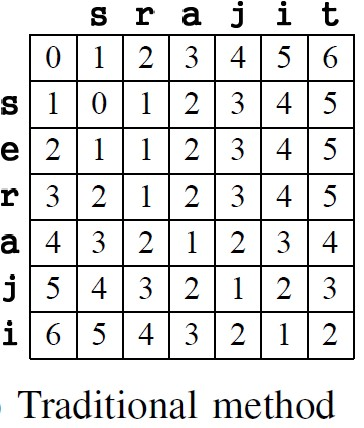 s r a j i t
0 1 2 3 4 5 6
s 1 0 1 2 3 4 5
e 2 1 1 2 3 4 5
r 3 2 1 2 3 4 5
a 4 3 2 1 2 3 4
j 5 4 3 2 1 2 3
i 6 5 4 3 2 1 2
) Traditional method